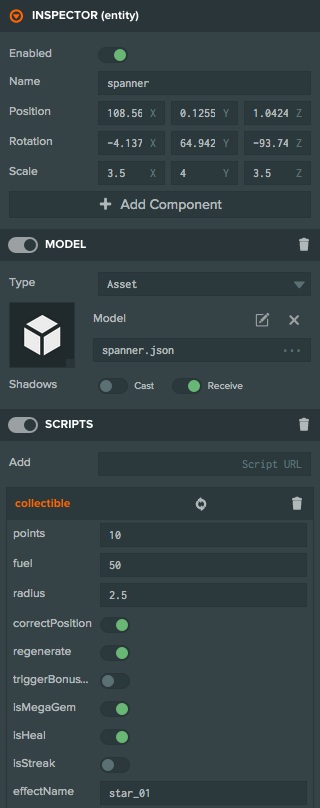 INSPECTOR (entity)
Enabled
Name spanner
Position 108.56 X 0.1255 Y 1.0424 Z
Rotation -4.137 X 64.942 Y -93.74 Z
Scale 3.5 X 4 Y 3.5 Z
+ Add Component
MODEL
Type Asset
Model
spanner.json ...
Shadows Cast Receive
SCRIPTS
Add Script URL
collectible
points 10
fuel 50
radius 2.5
correctPosition
regenerate
triggerBonus...
isMegaGem
isHeal
isStreak
effectName star_01